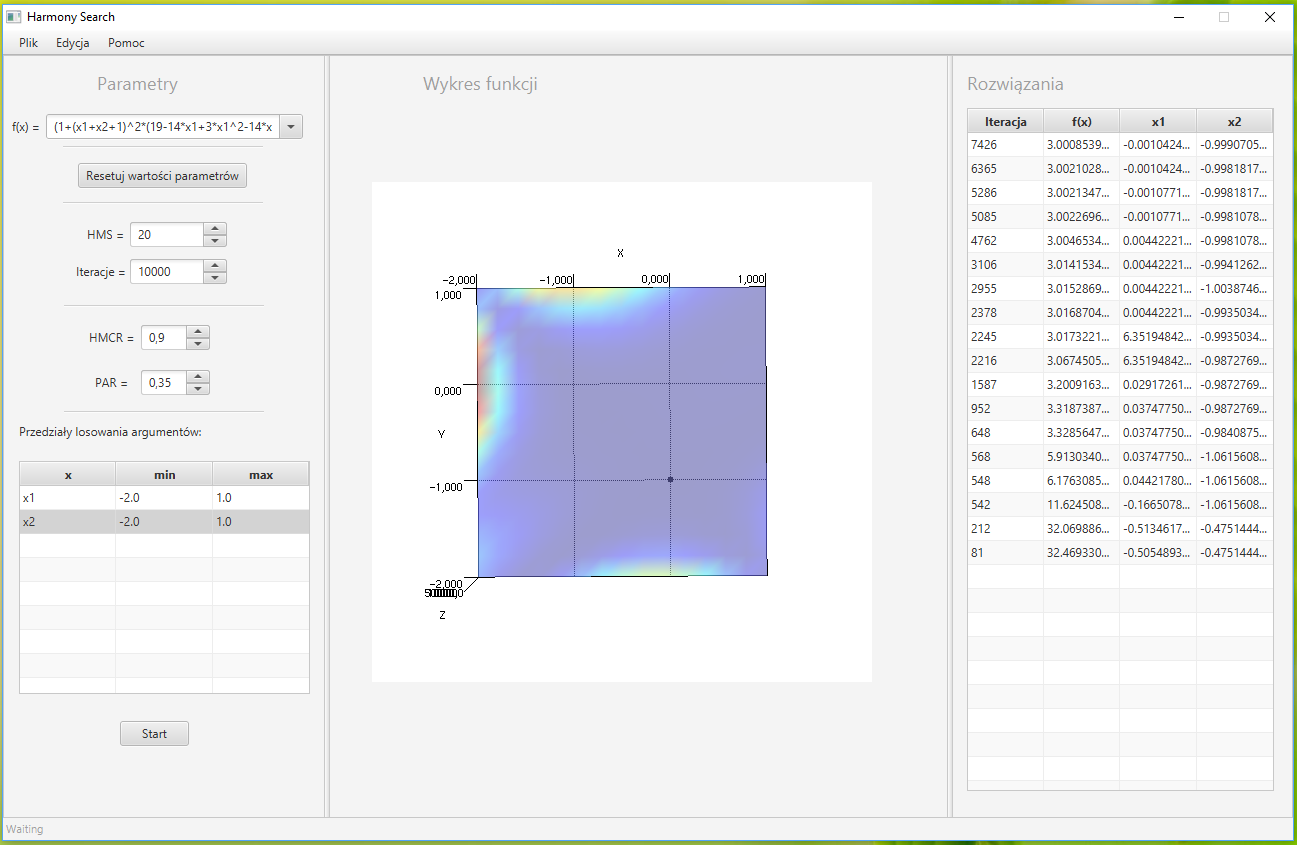 Harmony Search
Plik Edycja Pomoc
Parametry
f(x) = (1+(x1+x2+1)^2*(19-14*x1+3*x1^2-14*x
Resetuj wartości parametrów
HMS = 20
Iteracje = 10000
HMCR = 0,9
PAR = 0,35
Przedziały losowania argumentów:
x min max
x1 -2.0 1.0
x2 -2.0 1.0
Start
Wykres funkcji
X
-2,000 -1,000 0,000 1,000
1,000
0,000
Y
-1,000
-2,000
Z
Rozwiązania
Iteracja f(x) x1 x2
7426 3.0008539... -0.0010424... -0.9990705...
6365 3.0021028... -0.0010424... -0.9981817...
5286 3.0021347... -0.0010771... -0.9981817...
5085 3.0022696... -0.0010771... -0.9981078...
4762 3.0046534... 0.00442221... -0.9981078...
3106 3.0141534... 0.00442221... -0.9941262...
2955 3.0152869... 0.00442221... -1.0038746...
2378 3.0168704... 0.00442221... -0.9935034...
2245 3.0173221... 6.35194842... -0.9935034...
2216 3.0674505... 6.35194842... -0.9872769...
1587 3.2009163... 0.02917261... -0.9872769...
952 3.3187387... 0.03747750... -0.9872769...
648 3.3285647... 0.03747750... -0.9840875...
568 5.9130340... 0.03747750... -1.0615608...
548 6.1763085... 0.04421780... -1.0615608...
542 11.624508... -0.1665078... -1.0615608...
212 32.069886... -0.5134617... -0.4751444...
81 32.469330... -0.5054893... -0.4751444...
Waiting